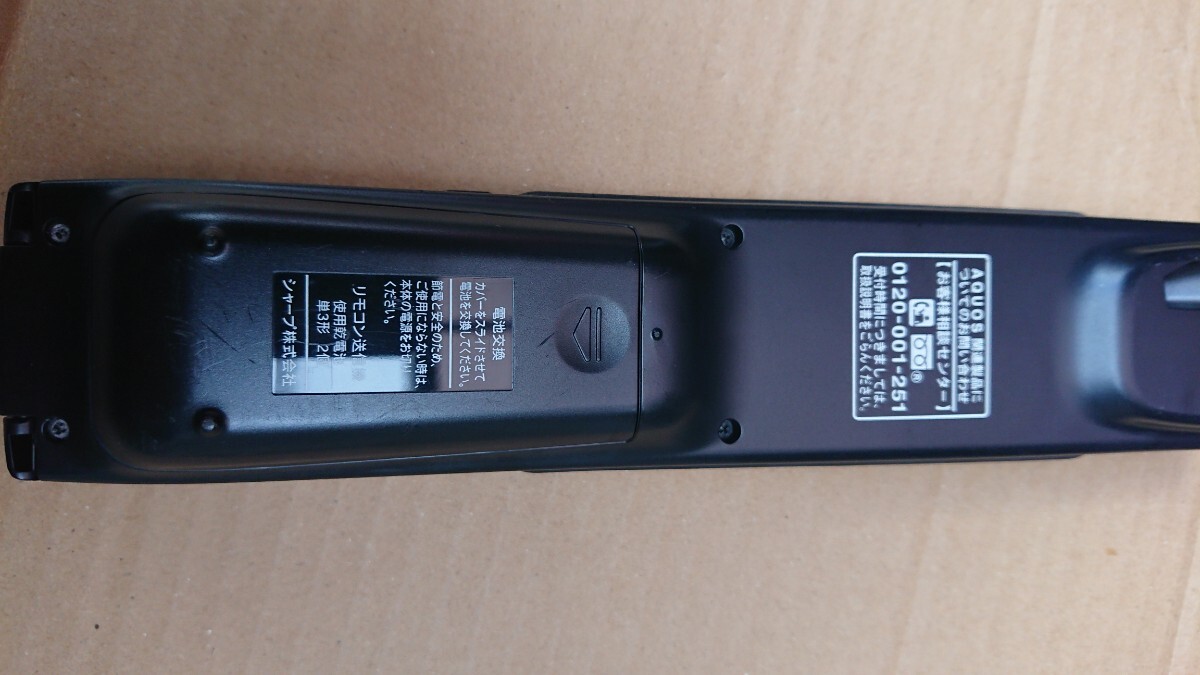 電池交換
カバーをスライドさせて
電池を交換してください。
節電と安全のため、
ご使用にならない時は、
本体の電源をお切り
ください。
リモコン送信機
使用乾電池
単3形 2個
シャープ株式会社
AQUOS 関連製品に
ついてのお問い合わせ
【お客様相談センター】
0120-001-251
受付時間につきましては、
取扱説明書をごらんください。